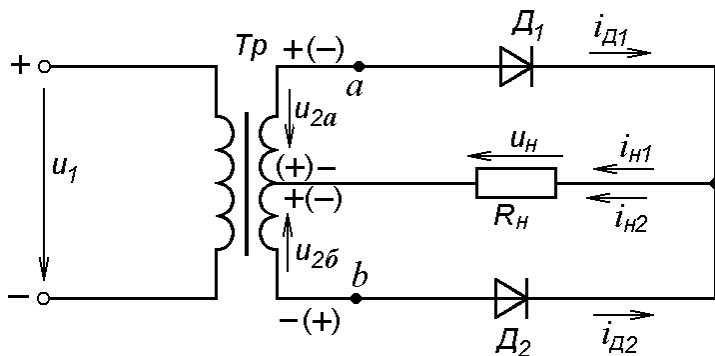 Тр +(−) Д1 iД1
+ a
u2a uн iн1
u1 (+)−
+(−) Rн iн2
u2б b
− −(+) Д2 iД2